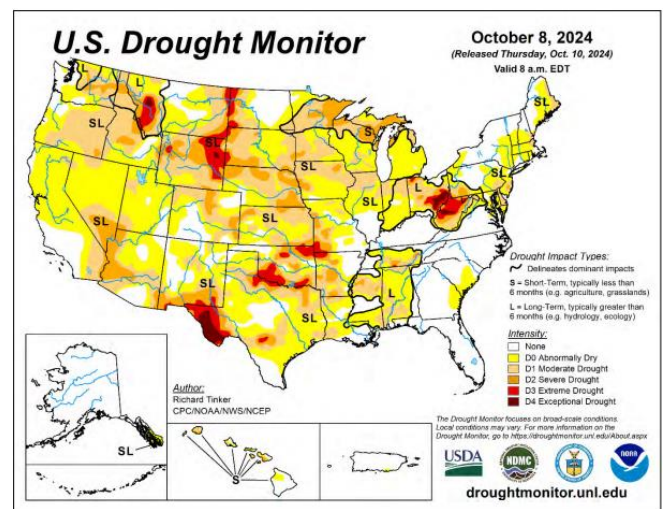 U.S. Drought Monitor
October 8, 2024
(Released Thursday, Oct. 10, 2024)
Valid 8 a.m. EDT
L
L
SL
SL
SL
SL
S
SL
SL
L
SL
SL
SL
SL
SL
L
Drought Impact Types:
Delineates dominant impacts
S = Short-Term, typically less than
6 months (e.g. agriculture, grasslands)
L = Long-Term, typically greater than
6 months (e.g. hydrology, ecology)
Intensity:
None
D0 Abnormally Dry
D1 Moderate Drought
D2 Severe Drought
D3 Extreme Drought
D4 Exceptional Drought
SL
Author:
Richard Tinker
CPC/NOAA/NWS/NCEP
S
The Drought Monitor focuses on broad-scale conditions.
Local conditions may vary. For more information on the
Drought Monitor, go to https://droughtmonitor.unl.edu/About.aspx
USDA
NDMC
NOAA
droughtmonitor.unl.edu